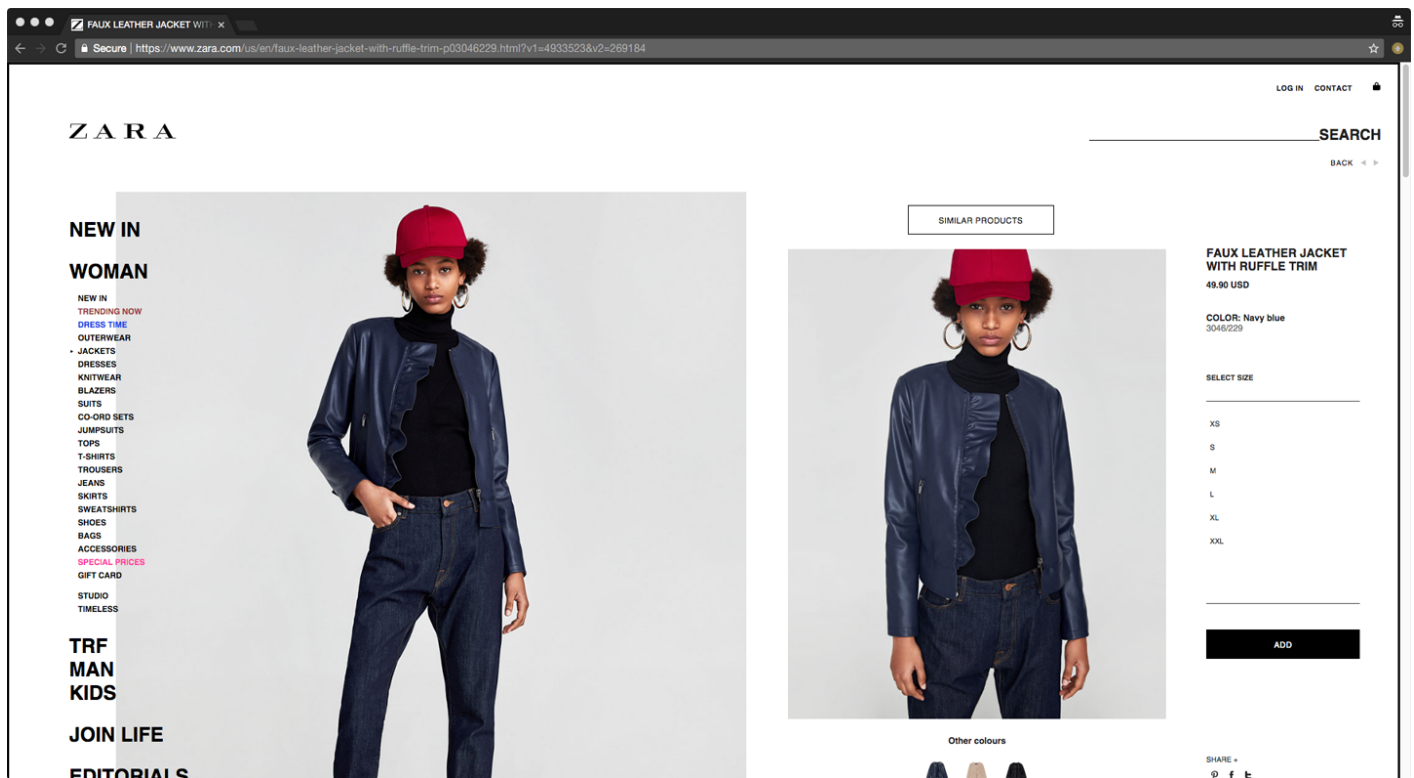 FAUX LEATHER JACKET WITH
Secure | https://www.zara.com/us/en/faux-leather-jacket-with-ruffle-trim-p03046229.html?v1=4933523&v2=269184
LOG IN CONTACT
ZARA
SEARCH
BACK
NEW IN
WOMAN
NEW IN
TRENDING NOW
DRESS TIME
OUTERWEAR
JACKETS
DRESSES
KNITWEAR
BLAZERS
SUITS
CO-ORD SETS
JUMPSUITS
TOPS
T-SHIRTS
TROUSERS
JEANS
SKIRTS
SWEATSHIRTS
SHOES
BAGS
ACCESSORIES
SPECIAL PRICES
GIFT CARD
STUDIO
TIMELESS
TRF
MAN
KIDS
JOIN LIFE
EDITORIALS
SIMILAR PRODUCTS
Other colours
FAUX LEATHER JACKET
WITH RUFFLE TRIM
49.90 USD
COLOR: Navy blue
3046/229
SELECT SIZE
XS
S
M
L
XL
XXL
ADD
SHARE +